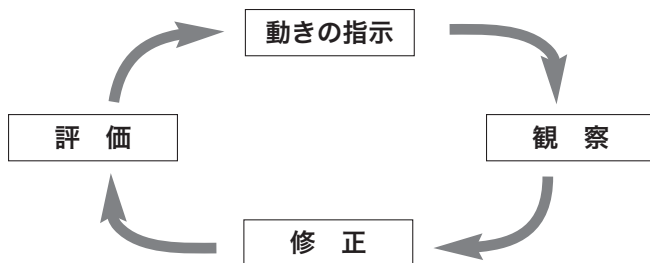 動きの指示
評　価
観　察
修　正